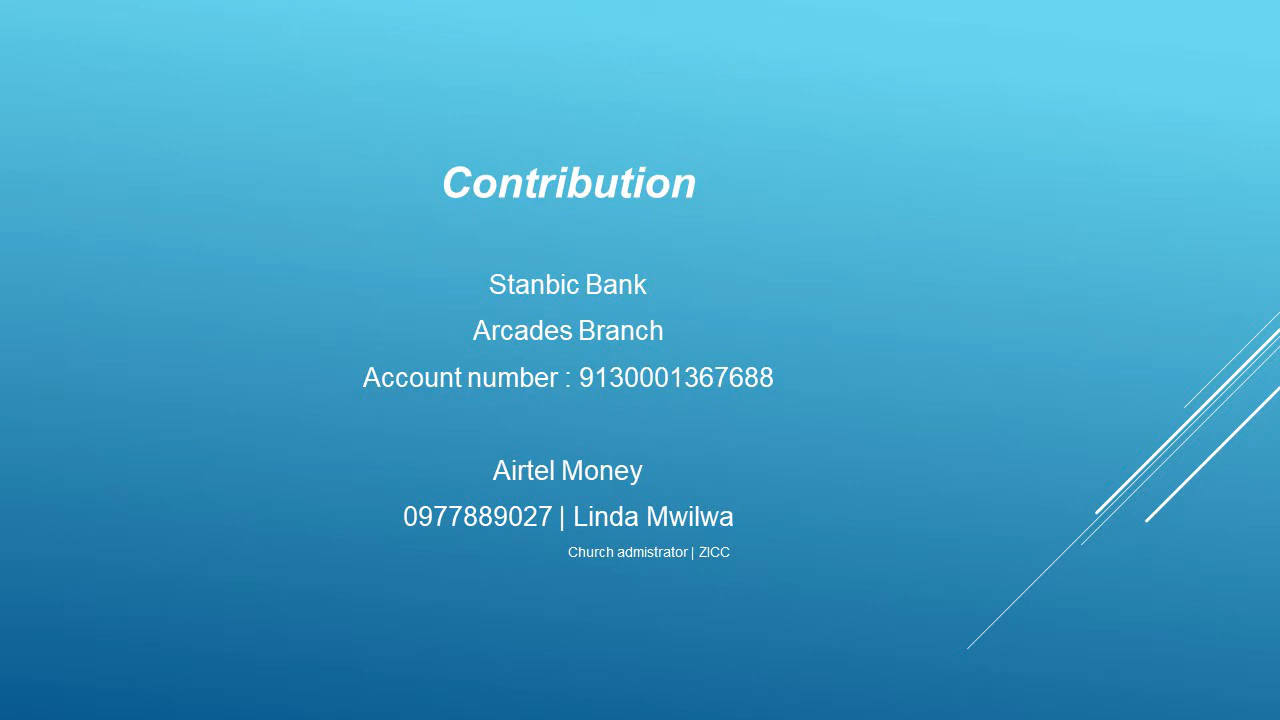 Contribution
Stanbic Bank
Arcades Branch
Account number : 9130001367688
Airtel Money
0977889027 | Linda Mwilwa
Church admistrator | ZICC